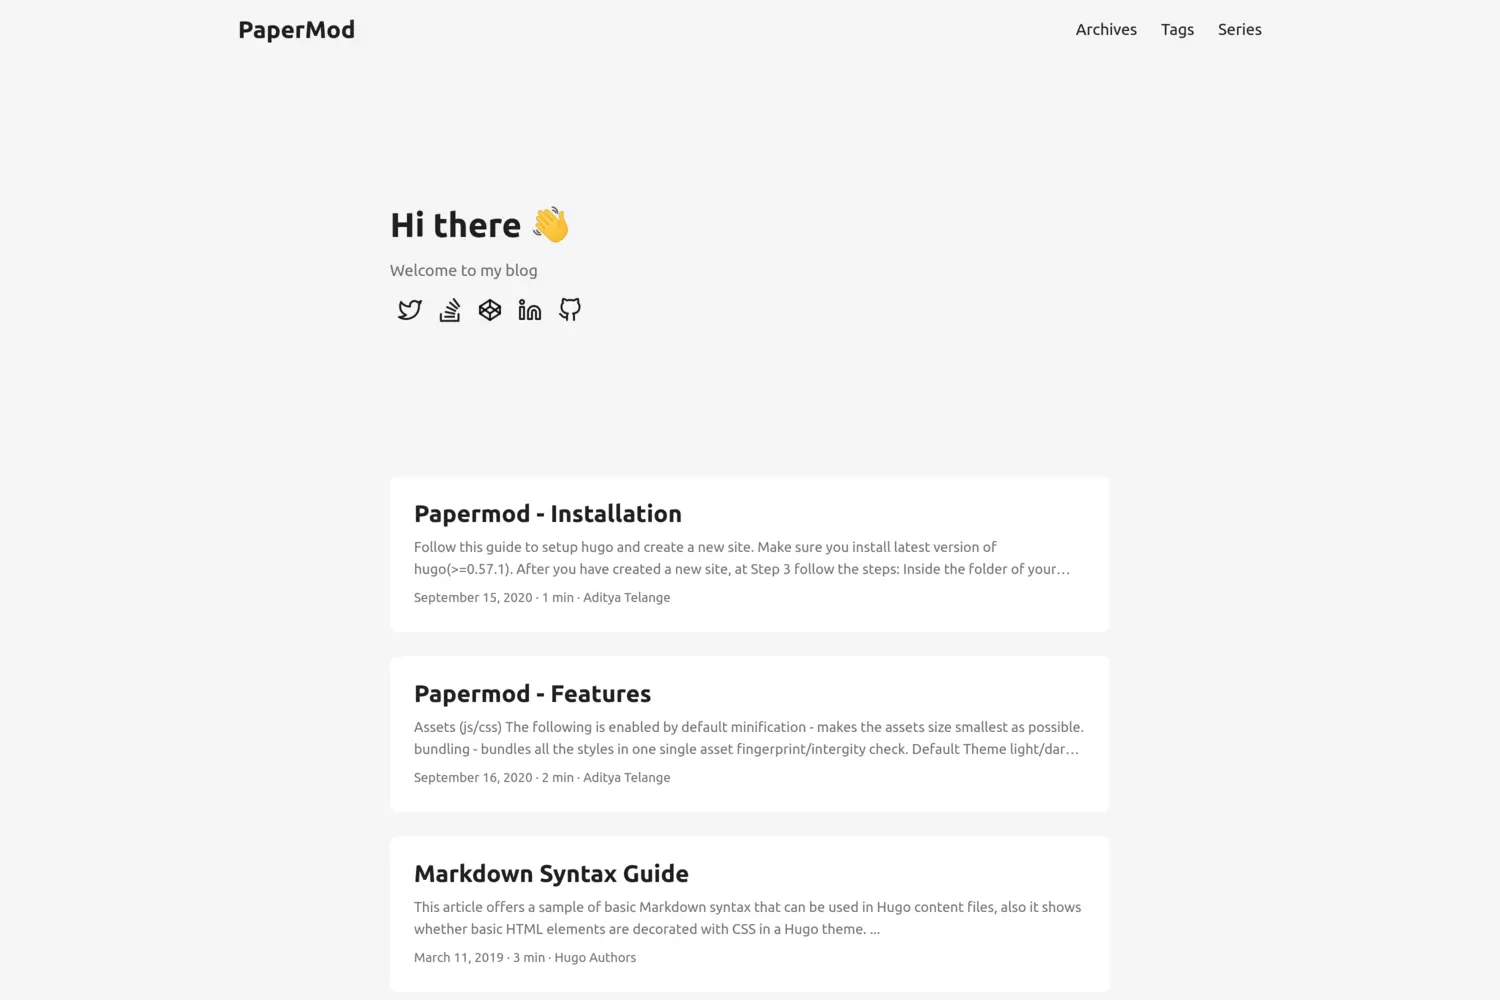 PaperMod
Archives Tags Series
Hi there 👋
Welcome to my blog
Papermod - Installation
Follow this guide to setup hugo and create a new site. Make sure you install latest version of
hugo(>=0.57.1). After you have created a new site, at Step 3 follow the steps: Inside the folder of your…
September 15, 2020 · 1 min · Aditya Telange
Papermod - Features
Assets (js/css) The following is enabled by default minification - makes the assets size smallest as possible.
bundling - bundles all the styles in one single asset fingerprint/intergity check. Default Theme light/dar…
September 16, 2020 · 2 min · Aditya Telange
Markdown Syntax Guide
This article offers a sample of basic Markdown syntax that can be used in Hugo content files, also it shows
whether basic HTML elements are decorated with CSS in a Hugo theme. ...
March 11, 2019 · 3 min · Hugo Authors